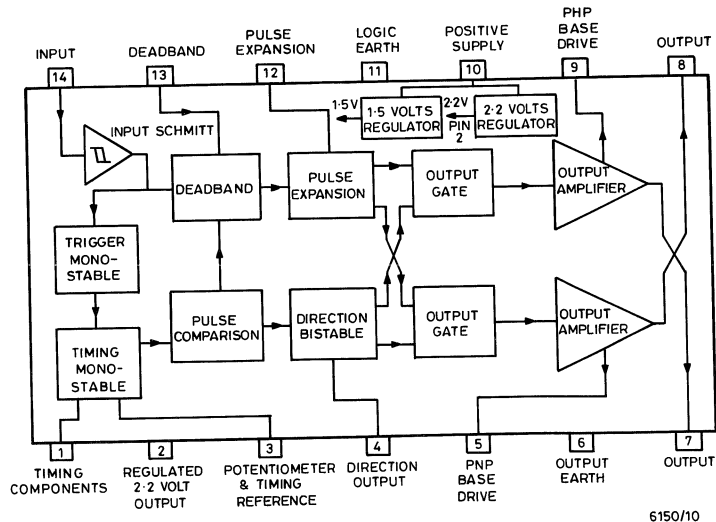 INPUT
14
DEADBAND
13
PULSE
EXPANSION
12
LOGIC
EARTH
11
POSITIVE
SUPPLY
10
PHP
BASE
DRIVE
9
OUTPUT
8
INPUT SCHMITT
1·5V
1·5 VOLTS
REGULATOR
2·2V
PIN
2
2·2 VOLTS
REGULATOR
DEADBAND
PULSE
EXPANSION
OUTPUT
GATE
OUTPUT
AMPLIFIER
TRIGGER
MONO-
STABLE
TIMING
MONO-
STABLE
PULSE
COMPARISON
DIRECTION
BISTABLE
OUTPUT
GATE
OUTPUT
AMPLIFIER
1
TIMING
COMPONENTS
2
REGULATED
2·2 VOLT
OUTPUT
3
POTENTIOMETER
& TIMING
REFERENCE
4
DIRECTION
OUTPUT
5
PNP
BASE
DRIVE
6
OUTPUT
EARTH
7
OUTPUT
6150/10